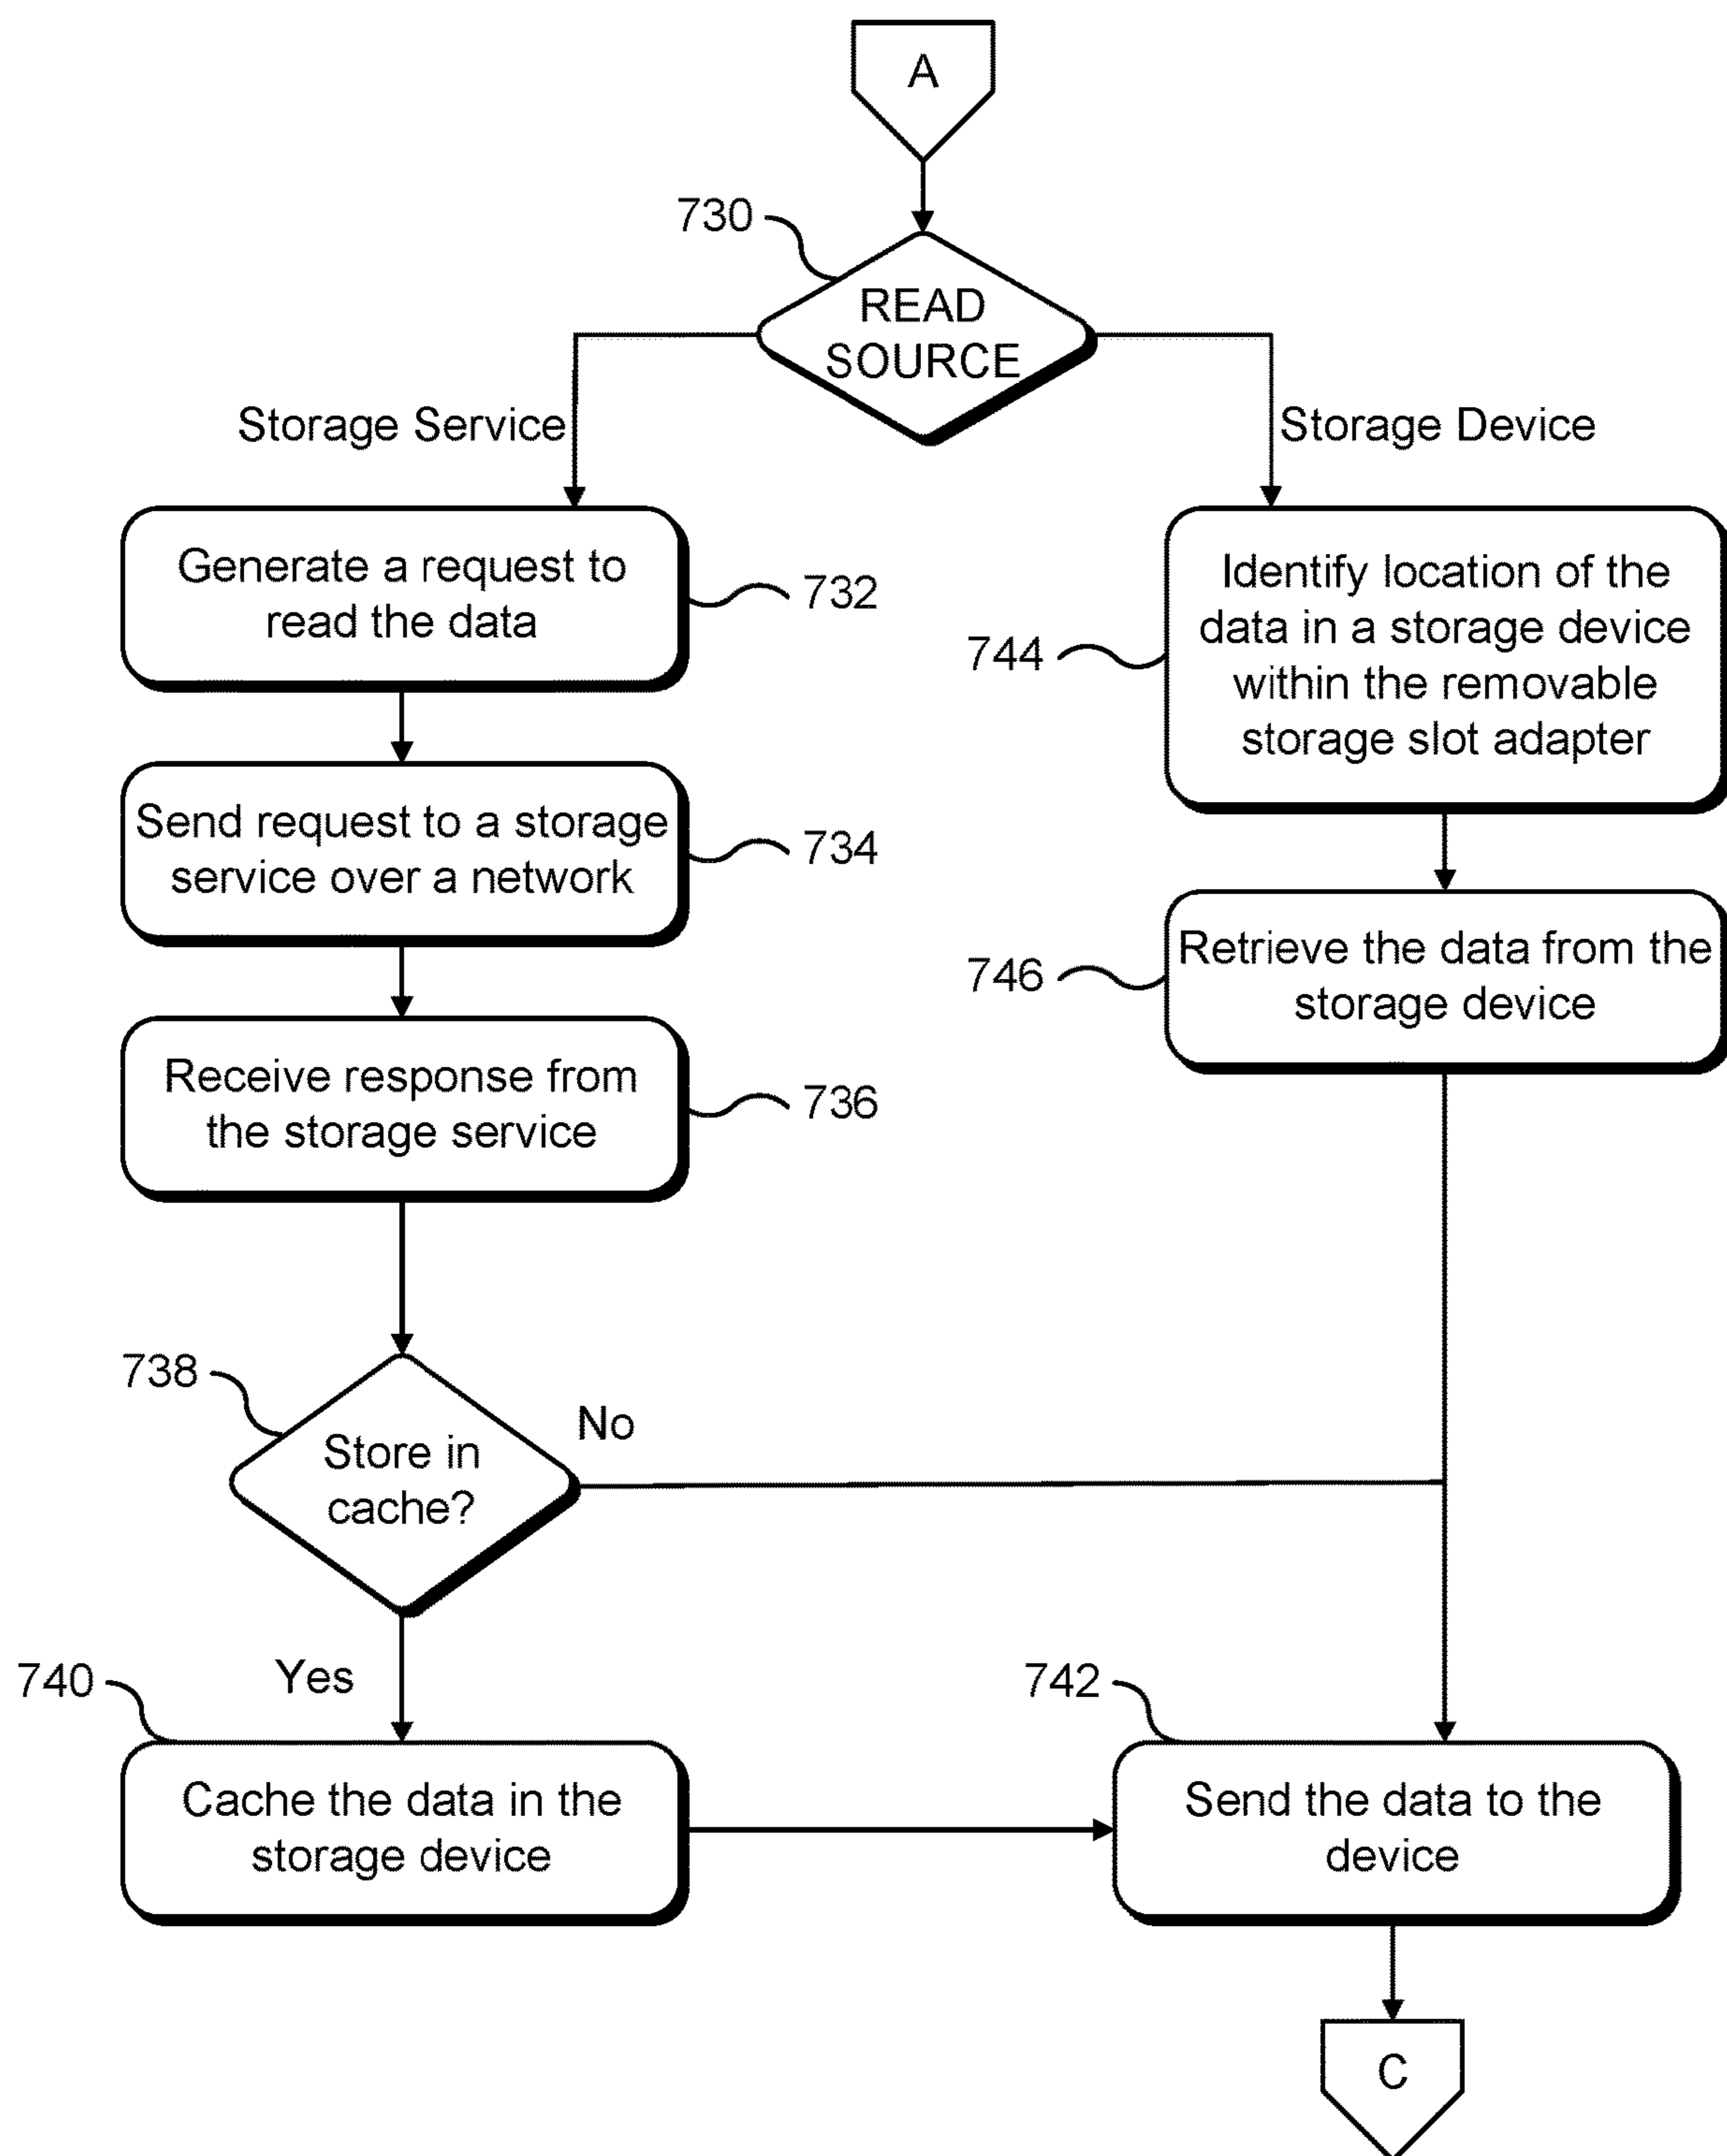 A
730
READ
SOURCE
Storage Service
Storage Device
Generate a request to
read the data
732
Identify location of the
data in a storage device
within the removable
storage slot adapter
744
Send request to a storage
service over a network
734
Retrieve the data from the
storage device
746
Receive response from
the storage service
736
738
Store in
cache?
No
Yes
740
Cache the data in the
storage device
742
Send the data to the
device
C